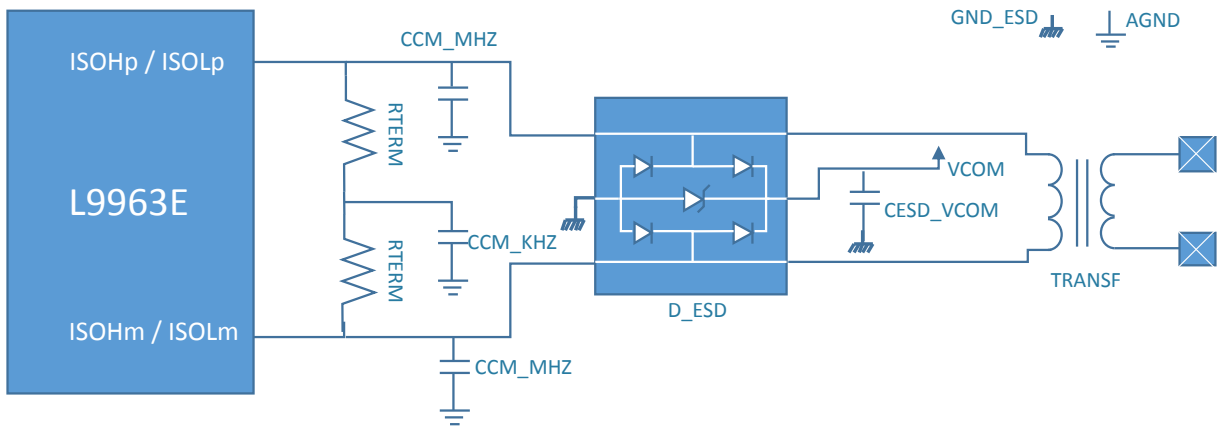 GND_ESD
AGND
CCM_MHZ
ISOHp / ISOLp
RTERM
L9963E
VCOM
CESD_VCOM
CCM_KHZ
RTERM
TRANSF
D_ESD
ISOHm / ISOLm
CCM_MHZ